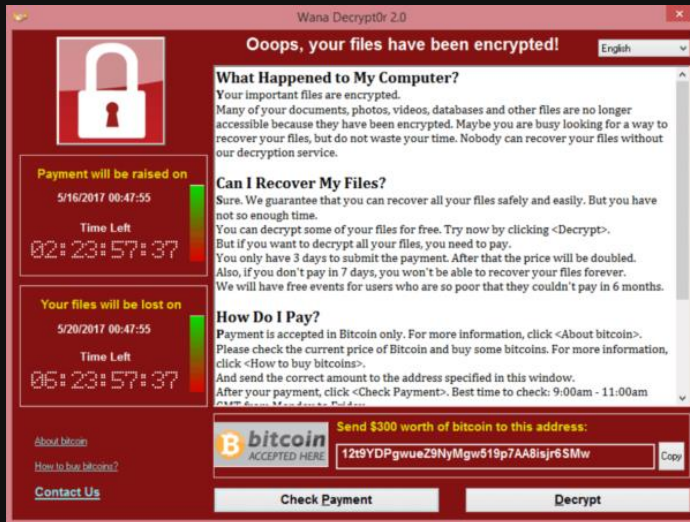 Wana Decrypt0r 2.0
Ooops, your files have been encrypted!
English
Payment will be raised on
5/16/2017 00:47:55
Time Left
02:23:57:37
Your files will be lost on
5/20/2017 00:47:55
Time Left
06:23:57:37
About bitcoin
How to buy bitcoins?
Contact Us
What Happened to My Computer?
Your important files are encrypted.
Many of your documents, photos, videos, databases and other files are no longer
accessible because they have been encrypted. Maybe you are busy looking for a way to
recover your files, but do not waste your time. Nobody can recover your files without
our decryption service.
Can I Recover My Files?
Sure. We guarantee that you can recover all your files safely and easily. But you have
not so enough time.
You can decrypt some of your files for free. Try now by clicking <Decrypt>.
But if you want to decrypt all your files, you need to pay.
You only have 3 days to submit the payment. After that the price will be doubled.
Also, if you don't pay in 7 days, you won't be able to recover your files forever.
We will have free events for users who are so poor that they couldn't pay in 6 months.
How Do I Pay?
Payment is accepted in Bitcoin only. For more information, click <About bitcoin>.
Please check the current price of Bitcoin and buy some bitcoins. For more information,
click <How to buy bitcoins>.
And send the correct amount to the address specified in this window.
After your payment, click <Check Payment>. Best time to check: 9:00am - 11:00am
GMT from Monday to Friday.
bitcoin
ACCEPTED HERE
Send $300 worth of bitcoin to this address:
12t9YDPgwueZ9NyMgw519p7AA8isjr6SMw
Copy
Check Payment
Decrypt